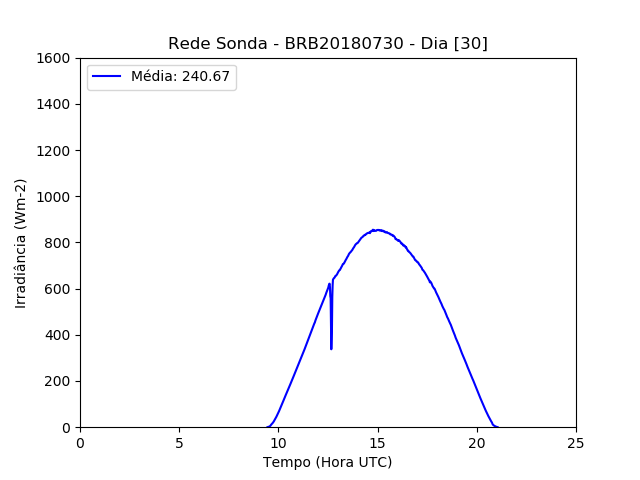 Rede Sonda - BRB20180730 - Dia [30]
Média: 240.67
1600
1400
1200
1000
800
600
400
200
0
Irradiância (Wm-2)
0 5 10 15 20 25
Tempo (Hora UTC)